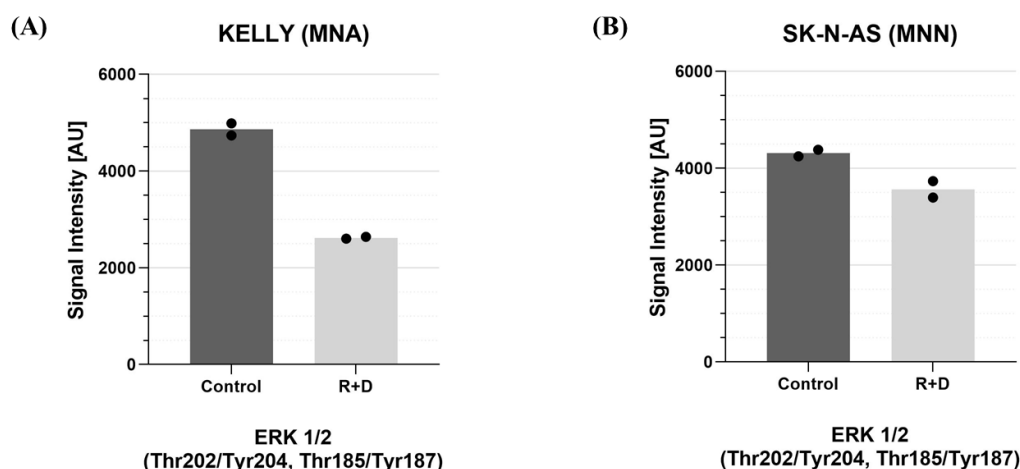 (A)
KELLY (MNA)
Signal Intensity [AU]
6000
4000
2000
0
Control
R+D
ERK 1/2
(Thr202/Tyr204, Thr185/Tyr187)
(B)
SK-N-AS (MNN)
Signal Intensity [AU]
6000
4000
2000
0
Control
R+D
ERK 1/2
(Thr202/Tyr204, Thr185/Tyr187)